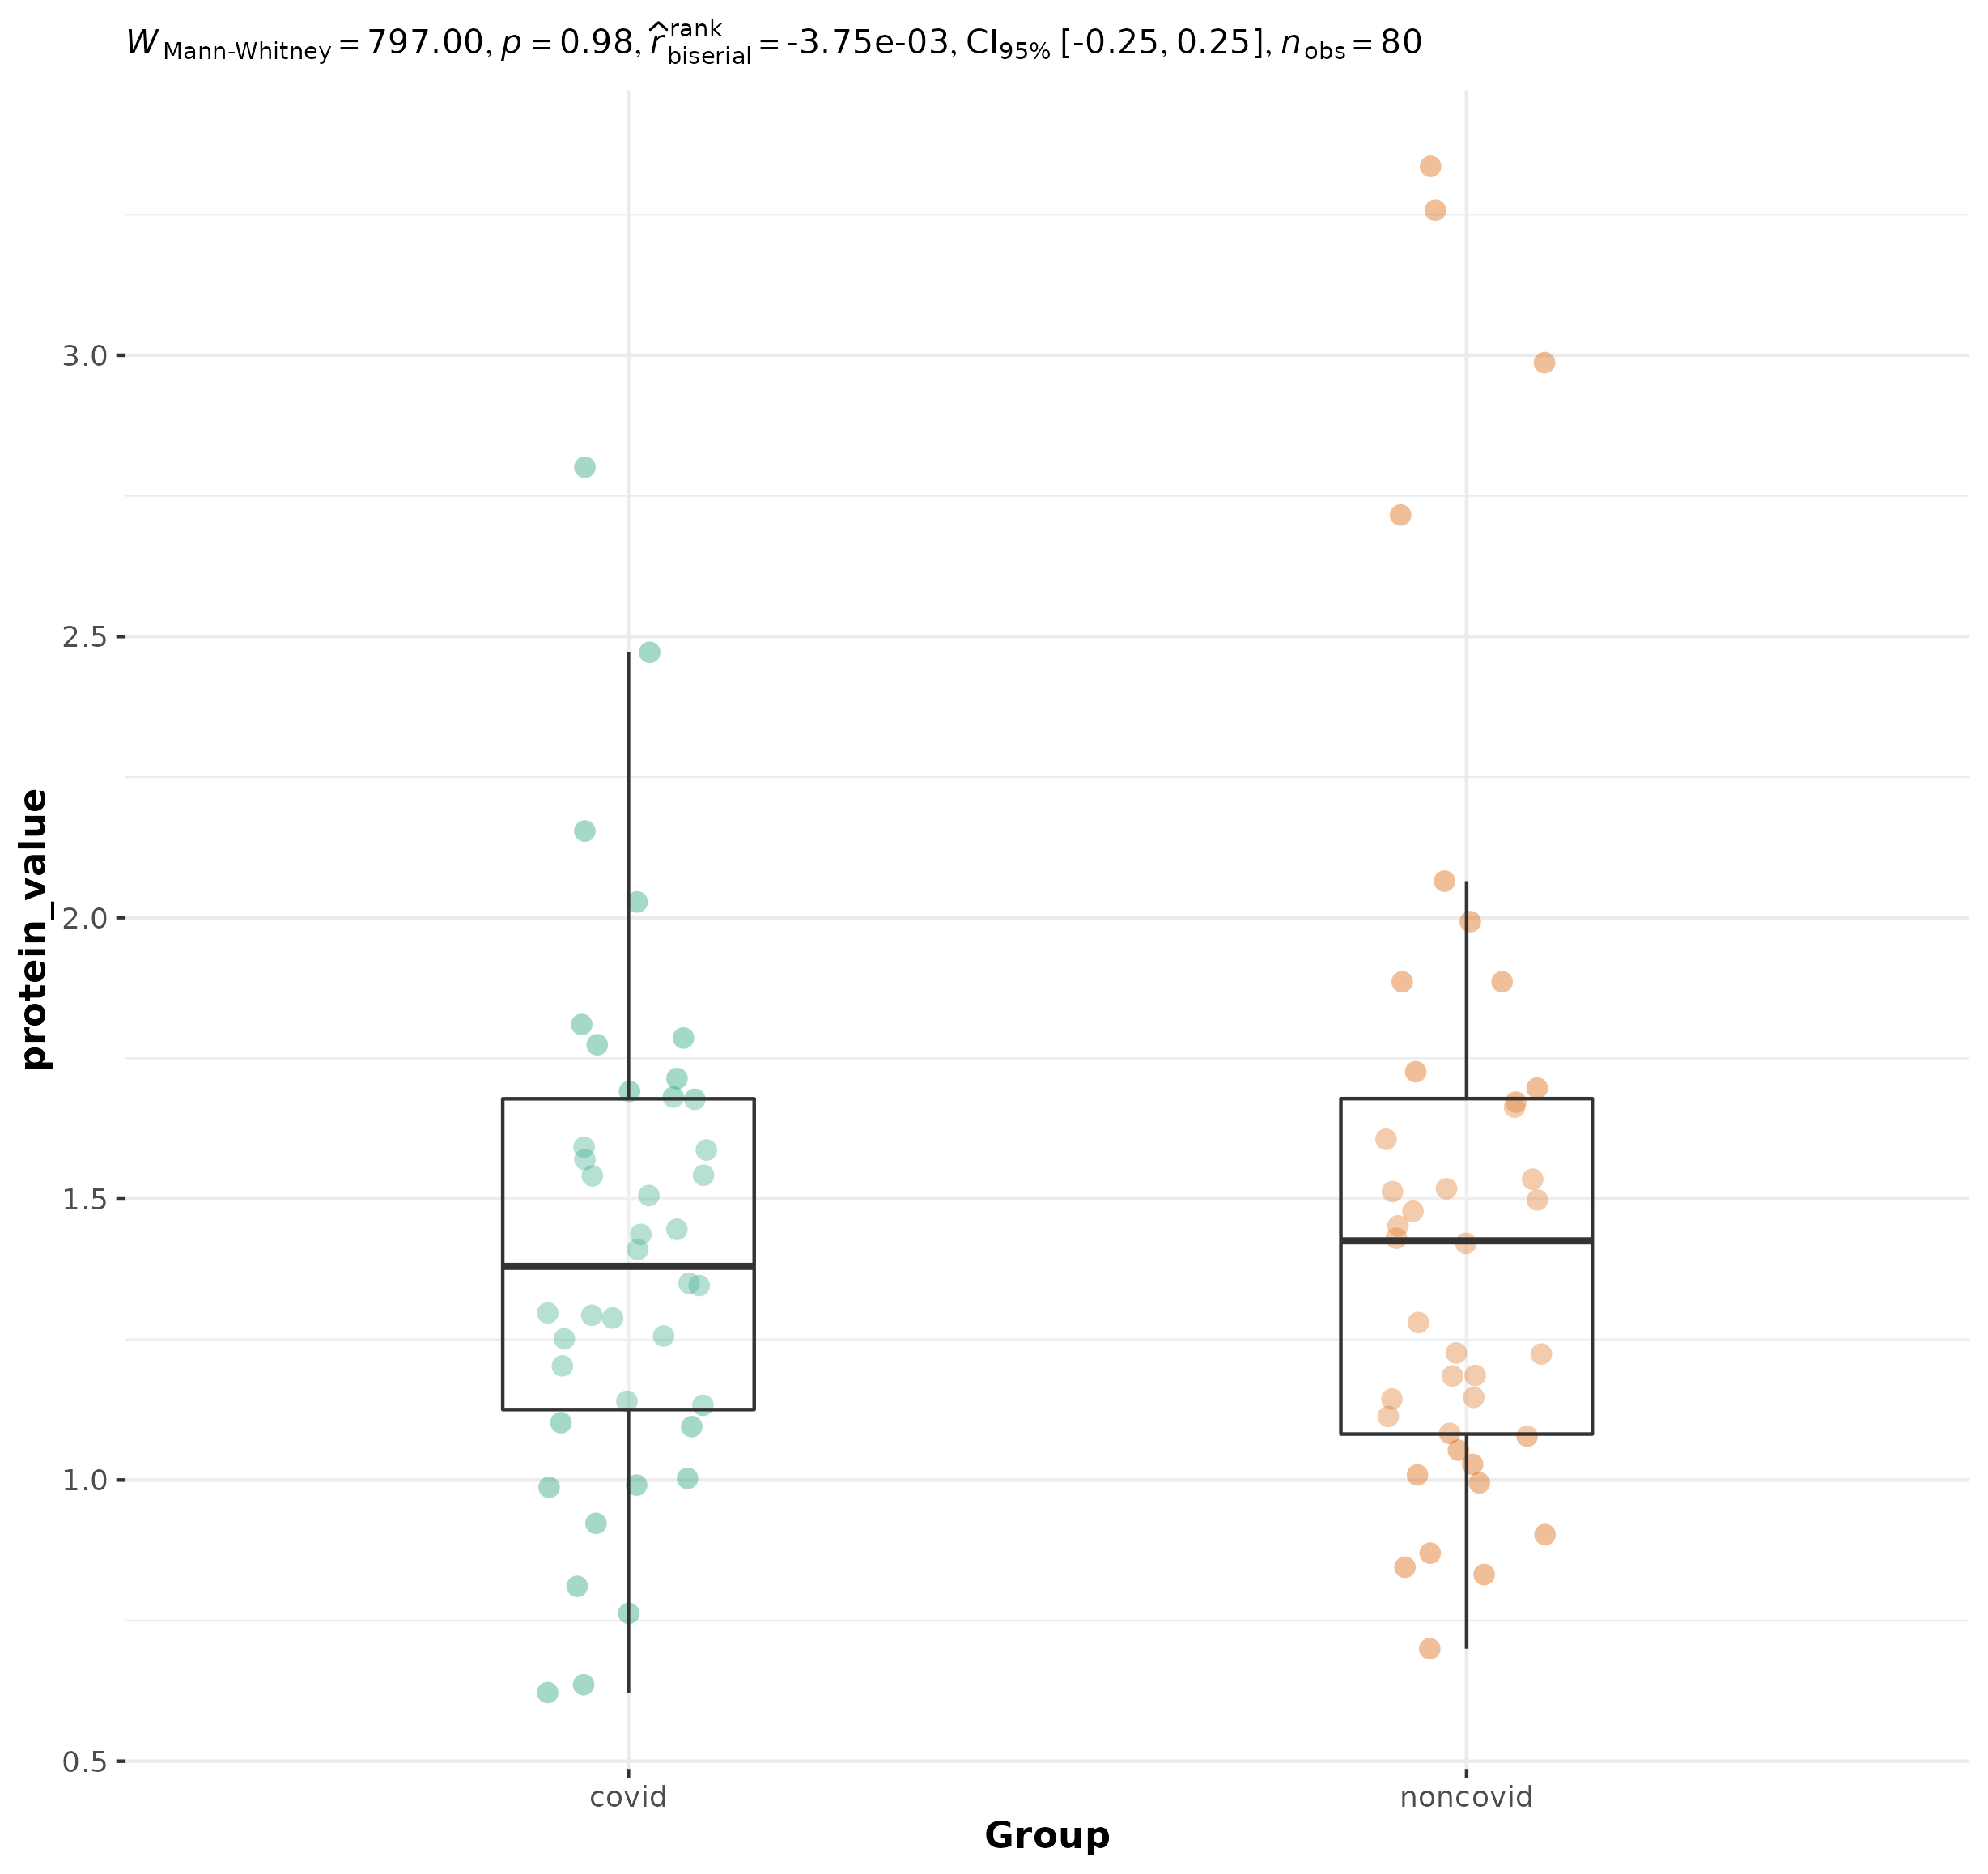 W Mann-Whitney = 797.00, p = 0.98, r̂ rank biserial = -3.75e-03, CI95% [-0.25, 0.25], n obs = 80
3.0
2.5
2.0
1.5
1.0
0.5
protein_value
covid noncovid
Group